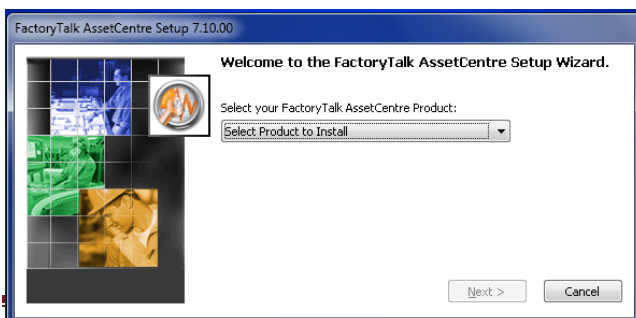 FactoryTalk AssetCentre Setup 7.10.00
Welcome to the FactoryTalk AssetCentre Setup Wizard.
Select your FactoryTalk AssetCentre Product:
Select Product to Install
Next >
Cancel